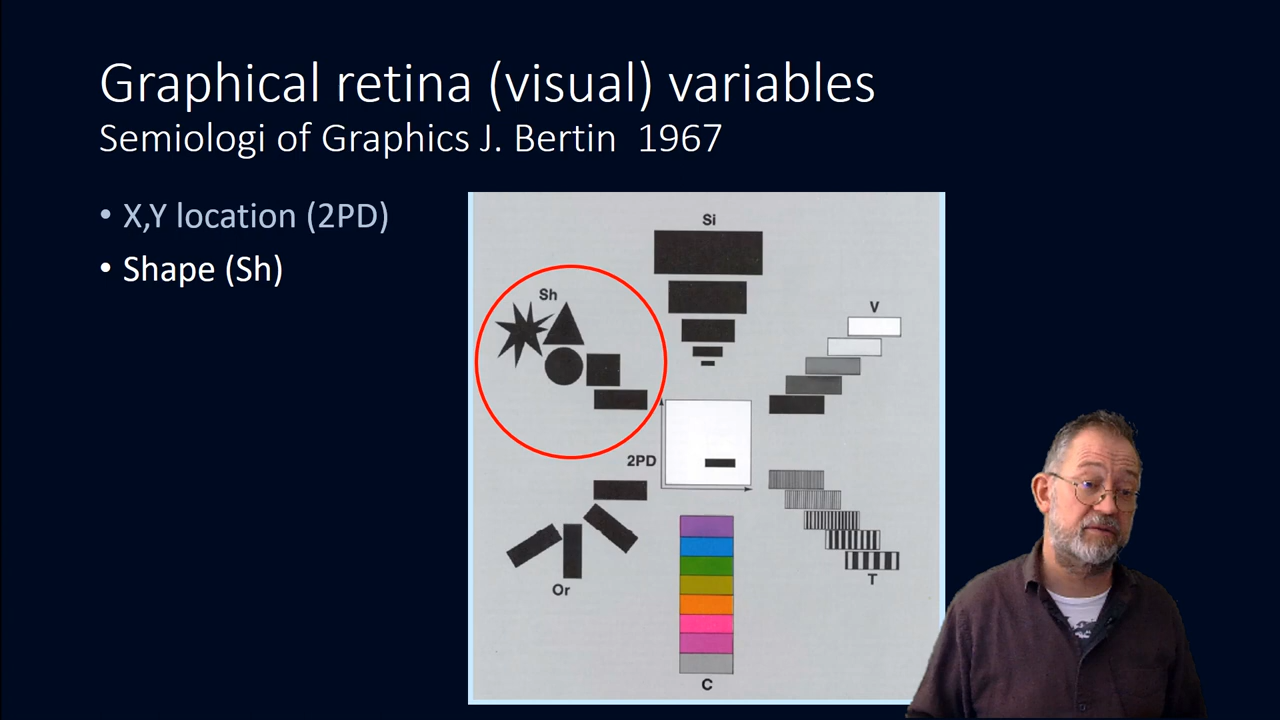 Graphical retina (visual) variables
Semiologi of Graphics J. Bertin 1967
• X,Y location (2PD)
• Shape (Sh)
Si
Sh
V
2PD
Or
T
C